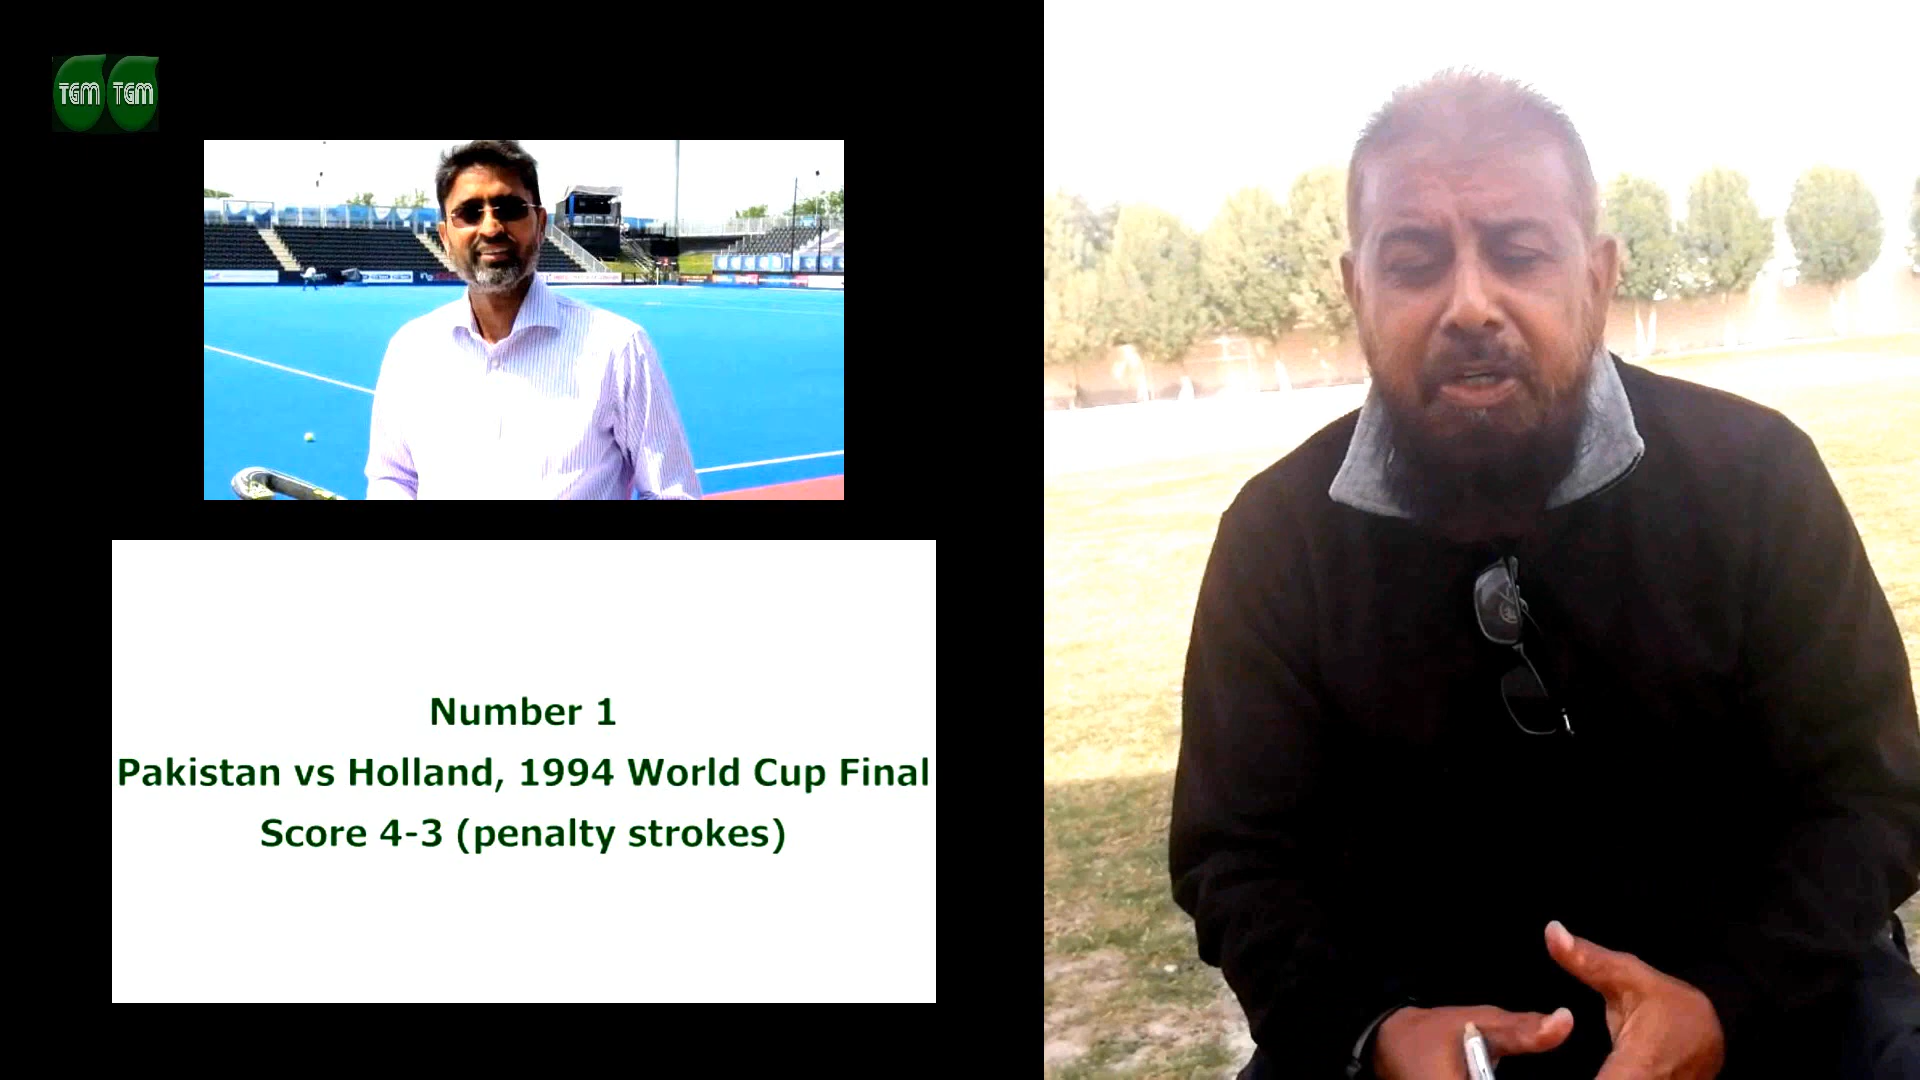 TGM TGM
Number 1
Pakistan vs Holland, 1994 World Cup Final
Score 4-3 (penalty strokes)